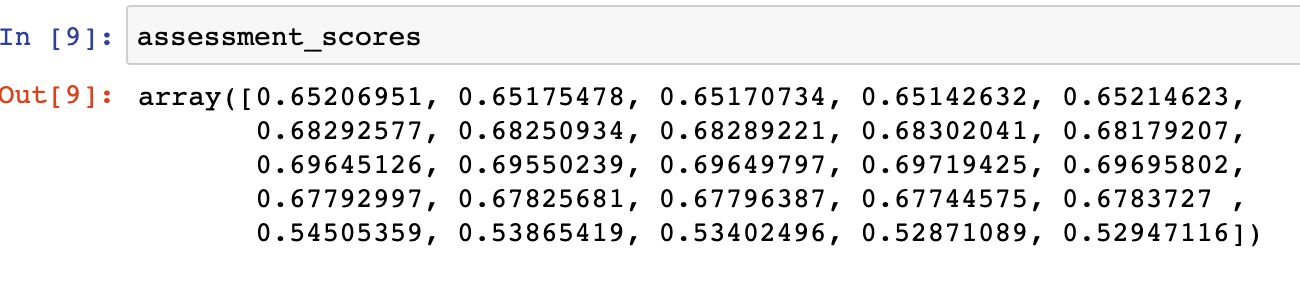 In [9]: assessment_scores
Out[9]: array([0.65206951, 0.65175478, 0.65170734, 0.65142632, 0.65214623,
0.68292577, 0.68250934, 0.68289221, 0.68302041, 0.68179207,
0.69645126, 0.69550239, 0.69649797, 0.69719425, 0.69695802,
0.67792997, 0.67825681, 0.67796387, 0.67744575, 0.6783727 ,
0.54505359, 0.53865419, 0.53402496, 0.52871089, 0.52947116])